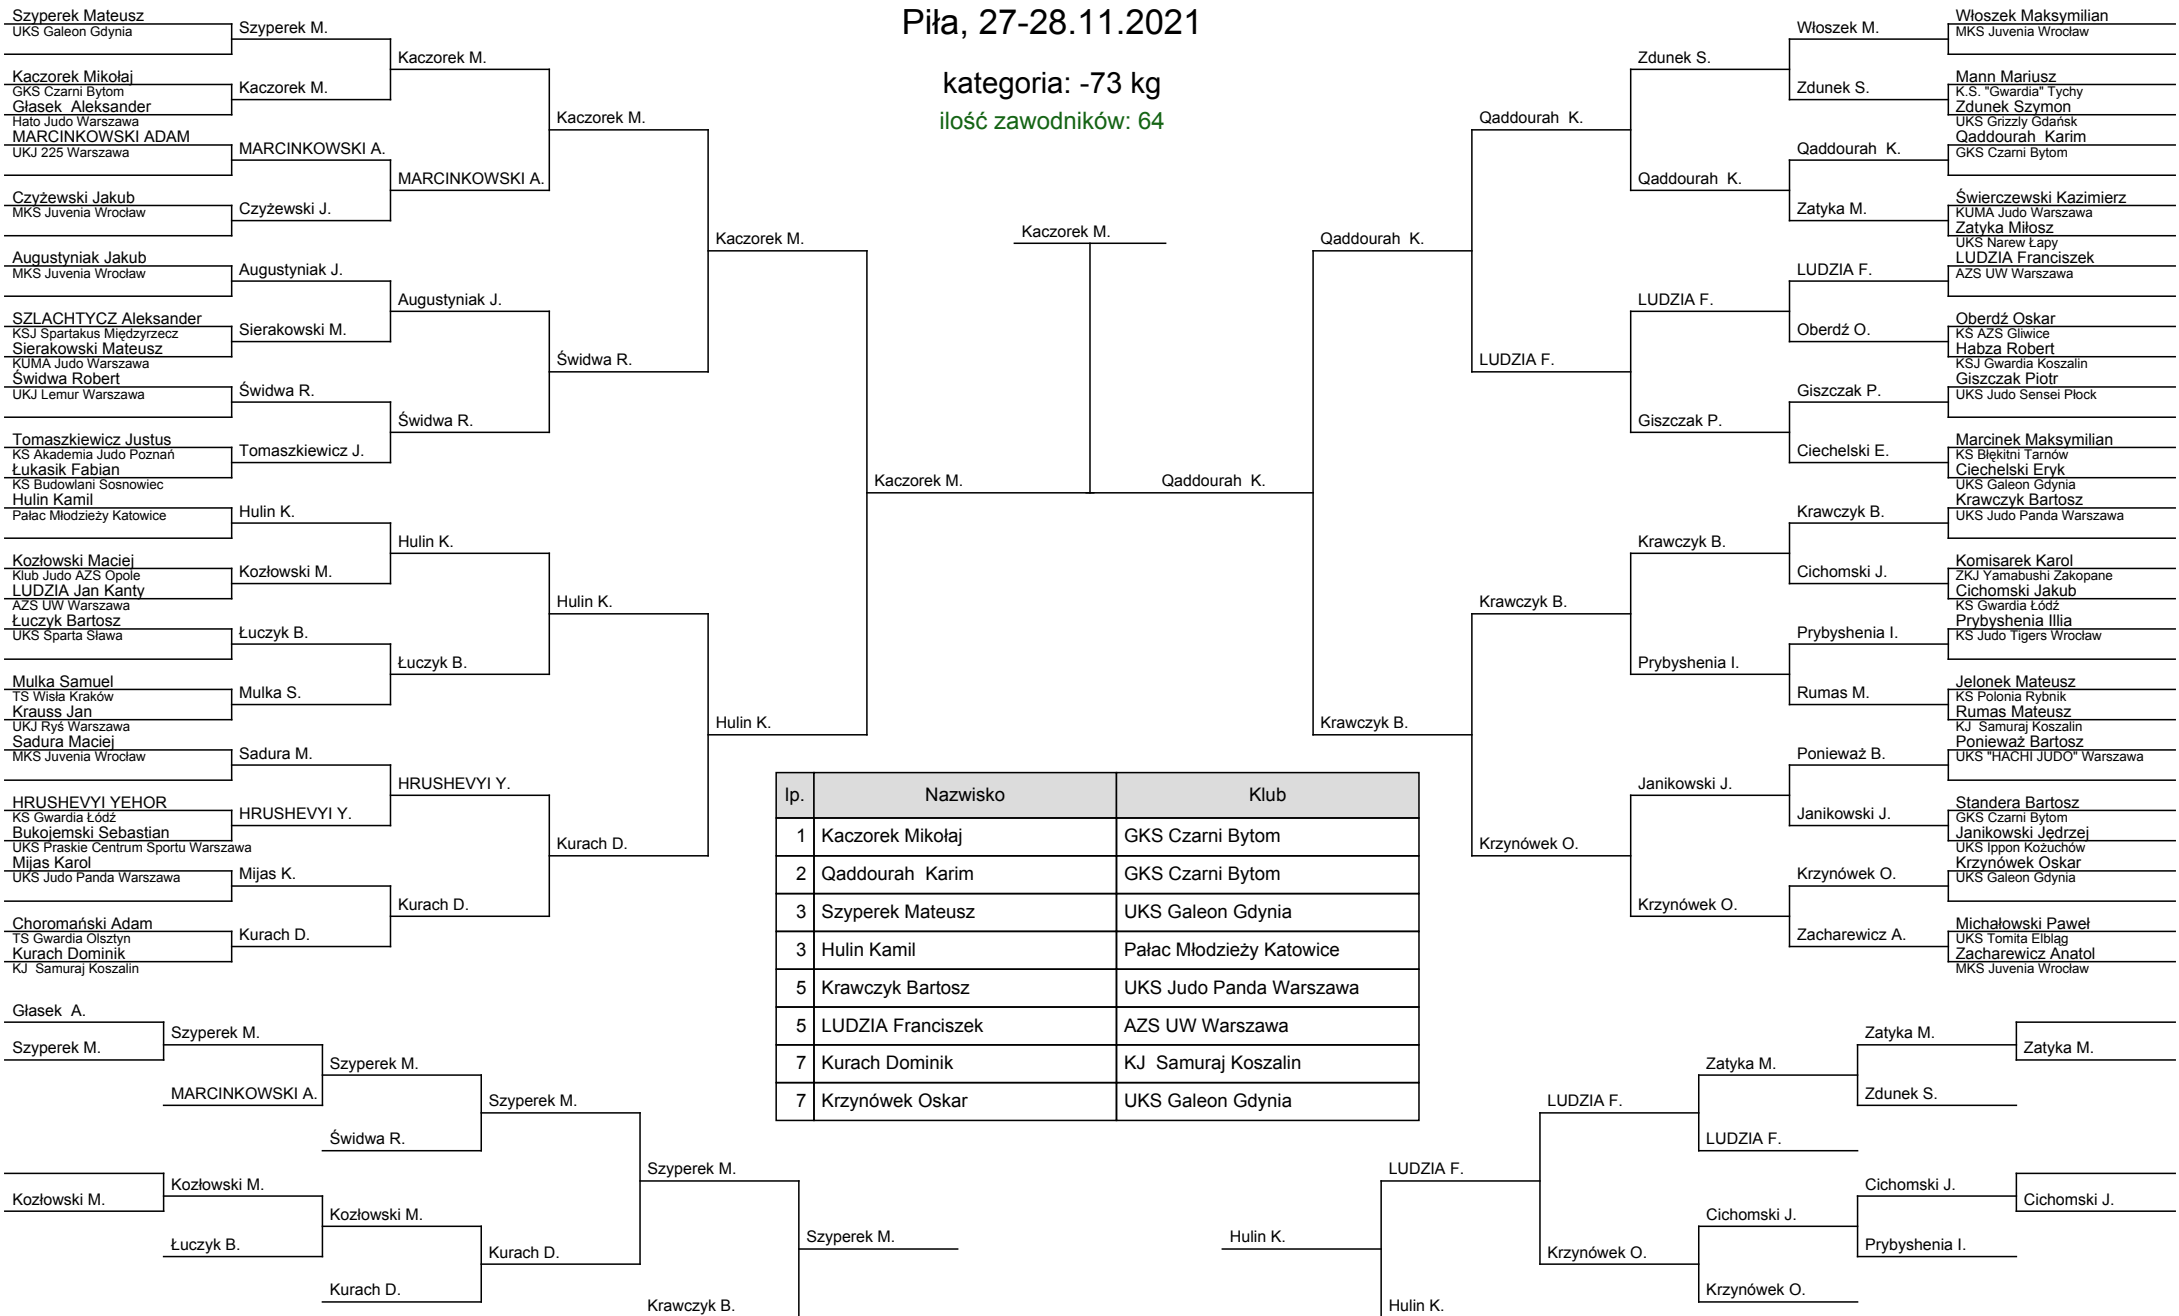 Piła, 27-28.11.2021
kategoria: -73 kg
ilość zawodników: 64
Szyperek Mateusz
UKS Galeon Gdynia
Kaczorek Mikołaj
GKS Czarni Bytom
Głasek Aleksander
Hato Judo Warszawa
MARCINKOWSKI ADAM
UKJ 225 Warszawa
Czyżewski Jakub
MKS Juvenia Wrocław
Augustyniak Jakub
MKS Juvenia Wrocław
SZLACHTYCZ Aleksander
KSJ Spartakus Międzyrzecz
Sierakowski Mateusz
KUMA Judo Warszawa
Świdwa Robert
UKJ Lemur Warszawa
Tomaszkiewicz Justus
KS Akademia Judo Poznań
Łukasik Fabian
KS Budowlani Sosnowiec
Hulin Kamil
Pałac Młodzieży Katowice
Kozłowski Maciej
Klub Judo AZS Opole
LUDZIA Jan Kanty
AZS UW Warszawa
Łuczyk Bartosz
UKS Sparta Sława
Mulka Samuel
TS Wisła Kraków
Krauss Jan
UKJ Ryś Warszawa
Sadura Maciej
MKS Juvenia Wrocław
HRUSHEVYI YEHOR
KS Gwardia Łódź
Bukojemski Sebastian
UKS Praskie Centrum Sportu Warszawa
Mijas Karol
UKS Judo Panda Warszawa
Choromański Adam
TS Gwardia Olsztyn
Kurach Dominik
KJ Samuraj Koszalin
Szyperek M.
Kaczorek M.
MARCINKOWSKI A.
Czyżewski J.
Augustyniak J.
Sierakowski M.
Świdwa R.
Tomaszkiewicz J.
Hulin K.
Kozłowski M.
Łuczyk B.
Mulka S.
Sadura M.
HRUSHEVYI Y.
Mijas K.
Kurach D.
Kaczorek M.
MARCINKOWSKI A.
Augustyniak J.
Świdwa R.
Hulin K.
Łuczyk B.
HRUSHEVYI Y.
Kurach D.
Kaczorek M.
Świdwa R.
Hulin K.
Kurach D.
Kaczorek M.
Hulin K.
Kaczorek M.
Kaczorek M.
Qaddourah K.
Qaddourah K.
Krawczyk B.
Qaddourah K.
LUDZIA F.
Krawczyk B.
Krzynówek O.
Zdunek S.
Qaddourah K.
LUDZIA F.
Giszczak P.
Krawczyk B.
Prybyshenia I.
Janikowski J.
Krzynówek O.
Włoszek M.
Zdunek S.
Qaddourah K.
Zatyka M.
LUDZIA F.
Oberdź O.
Giszczak P.
Ciechelski E.
Krawczyk B.
Cichomski J.
Prybyshenia I.
Rumas M.
Ponieważ B.
Janikowski J.
Krzynówek O.
Zacharewicz A.
Włoszek Maksymilian
MKS Juvenia Wrocław
Mann Mariusz
K.S. "Gwardia" Tychy
Zdunek Szymon
UKS Grizzly Gdańsk
Qaddourah Karim
GKS Czarni Bytom
Świerczewski Kazimierz
KUMA Judo Warszawa
Zatyka Miłosz
UKS Narew Łapy
LUDZIA Franciszek
AZS UW Warszawa
Oberdź Oskar
KS AZS Gliwice
Habza Robert
KSJ Gwardia Koszalin
Giszczak Piotr
UKS Judo Sensei Płock
Marcinek Maksymilian
KS Błękitni Tarnów
Ciechelski Eryk
UKS Galeon Gdynia
Krawczyk Bartosz
UKS Judo Panda Warszawa
Komisarek Karol
ZKJ Yamabushi Zakopane
Cichomski Jakub
KS Gwardia Łódź
Prybyshenia Illia
KS Judo Tigers Wrocław
Jelonek Mateusz
KS Polonia Rybnik
Rumas Mateusz
KJ Samuraj Koszalin
Ponieważ Bartosz
UKS "HACHI JUDO" Warszawa
Standera Bartosz
GKS Czarni Bytom
Janikowski Jędrzej
UKS Ippon Kożuchów
Krzynówek Oskar
UKS Galeon Gdynia
Michałowski Paweł
UKS Tomita Elbląg
Zacharewicz Anatol
MKS Juvenia Wrocław
lp. Nazwisko Klub
1 Kaczorek Mikołaj GKS Czarni Bytom
2 Qaddourah Karim GKS Czarni Bytom
3 Szyperek Mateusz UKS Galeon Gdynia
3 Hulin Kamil Pałac Młodzieży Katowice
5 Krawczyk Bartosz UKS Judo Panda Warszawa
5 LUDZIA Franciszek AZS UW Warszawa
7 Kurach Dominik KJ Samuraj Koszalin
7 Krzynówek Oskar UKS Galeon Gdynia
Głasek A.
Szyperek M.
Kozłowski M.
Szyperek M.
MARCINKOWSKI A.
Kozłowski M.
Łuczyk B.
Szyperek M.
Świdwa R.
Kozłowski M.
Kurach D.
Szyperek M.
Kurach D.
Szyperek M.
Krawczyk B.
Szyperek M.
Hulin K.
LUDZIA F.
Hulin K.
LUDZIA F.
Krzynówek O.
Zatyka M.
LUDZIA F.
Cichomski J.
Krzynówek O.
Zatyka M.
Zdunek S.
Cichomski J.
Prybyshenia I.
Zatyka M.
Cichomski J.